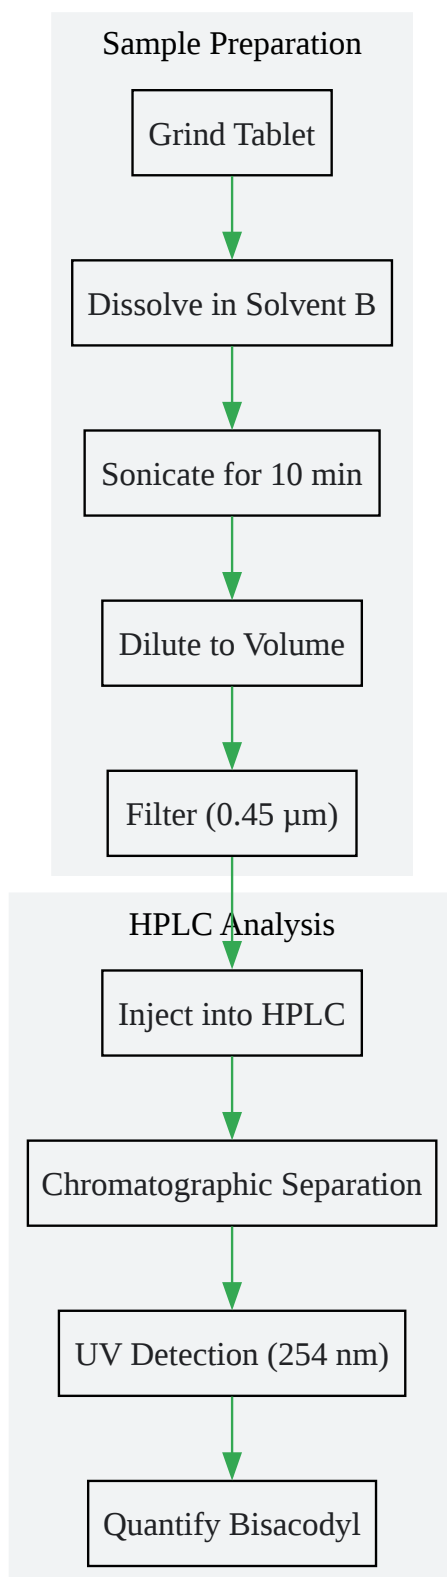 Sample Preparation
Grind Tablet
Dissolve in Solvent B
Sonicate for 10 min
Dilute to Volume
Filter (0.45 µm)
HPLC Analysis
Inject into HPLC
Chromatographic Separation
UV Detection (254 nm)
Quantify Bisacodyl